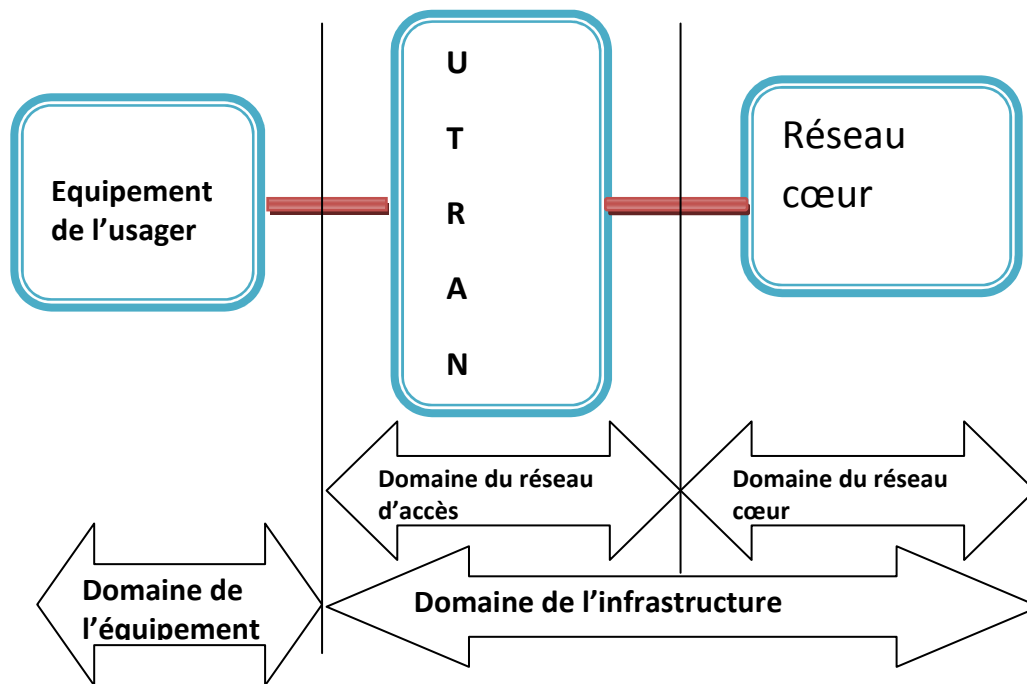 Equipement
de l’usager
U
T
R
A
N
Réseau
cœur
Domaine du réseau
d’accès
Domaine du réseau
cœur
Domaine de
l’équipement
Domaine de l’infrastructure